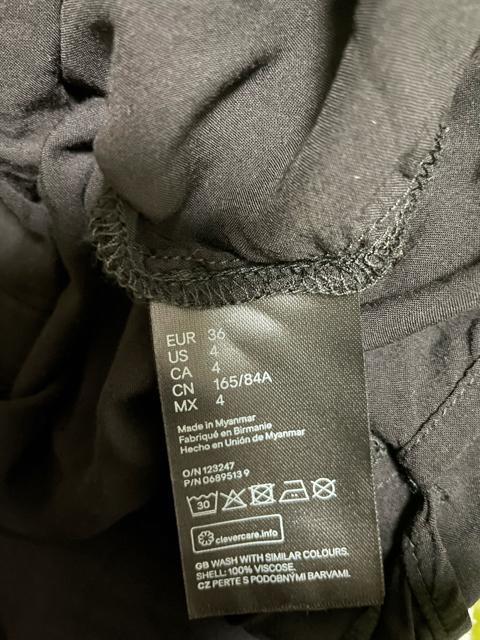 EUR 36
US 4
CA 4
CN 165/84A
MX 4
Made in Myanmar
Fabriqué en Birmanie
Hecho en Unión de Myanmar
O/N 123247
P/N 0689513 9
30
clevercare.info
GB WASH WITH SIMILAR COLOURS.
SHELL: 100% VISCOSE.
CZ PERTE S PODOBNÝMI BARVAMI.